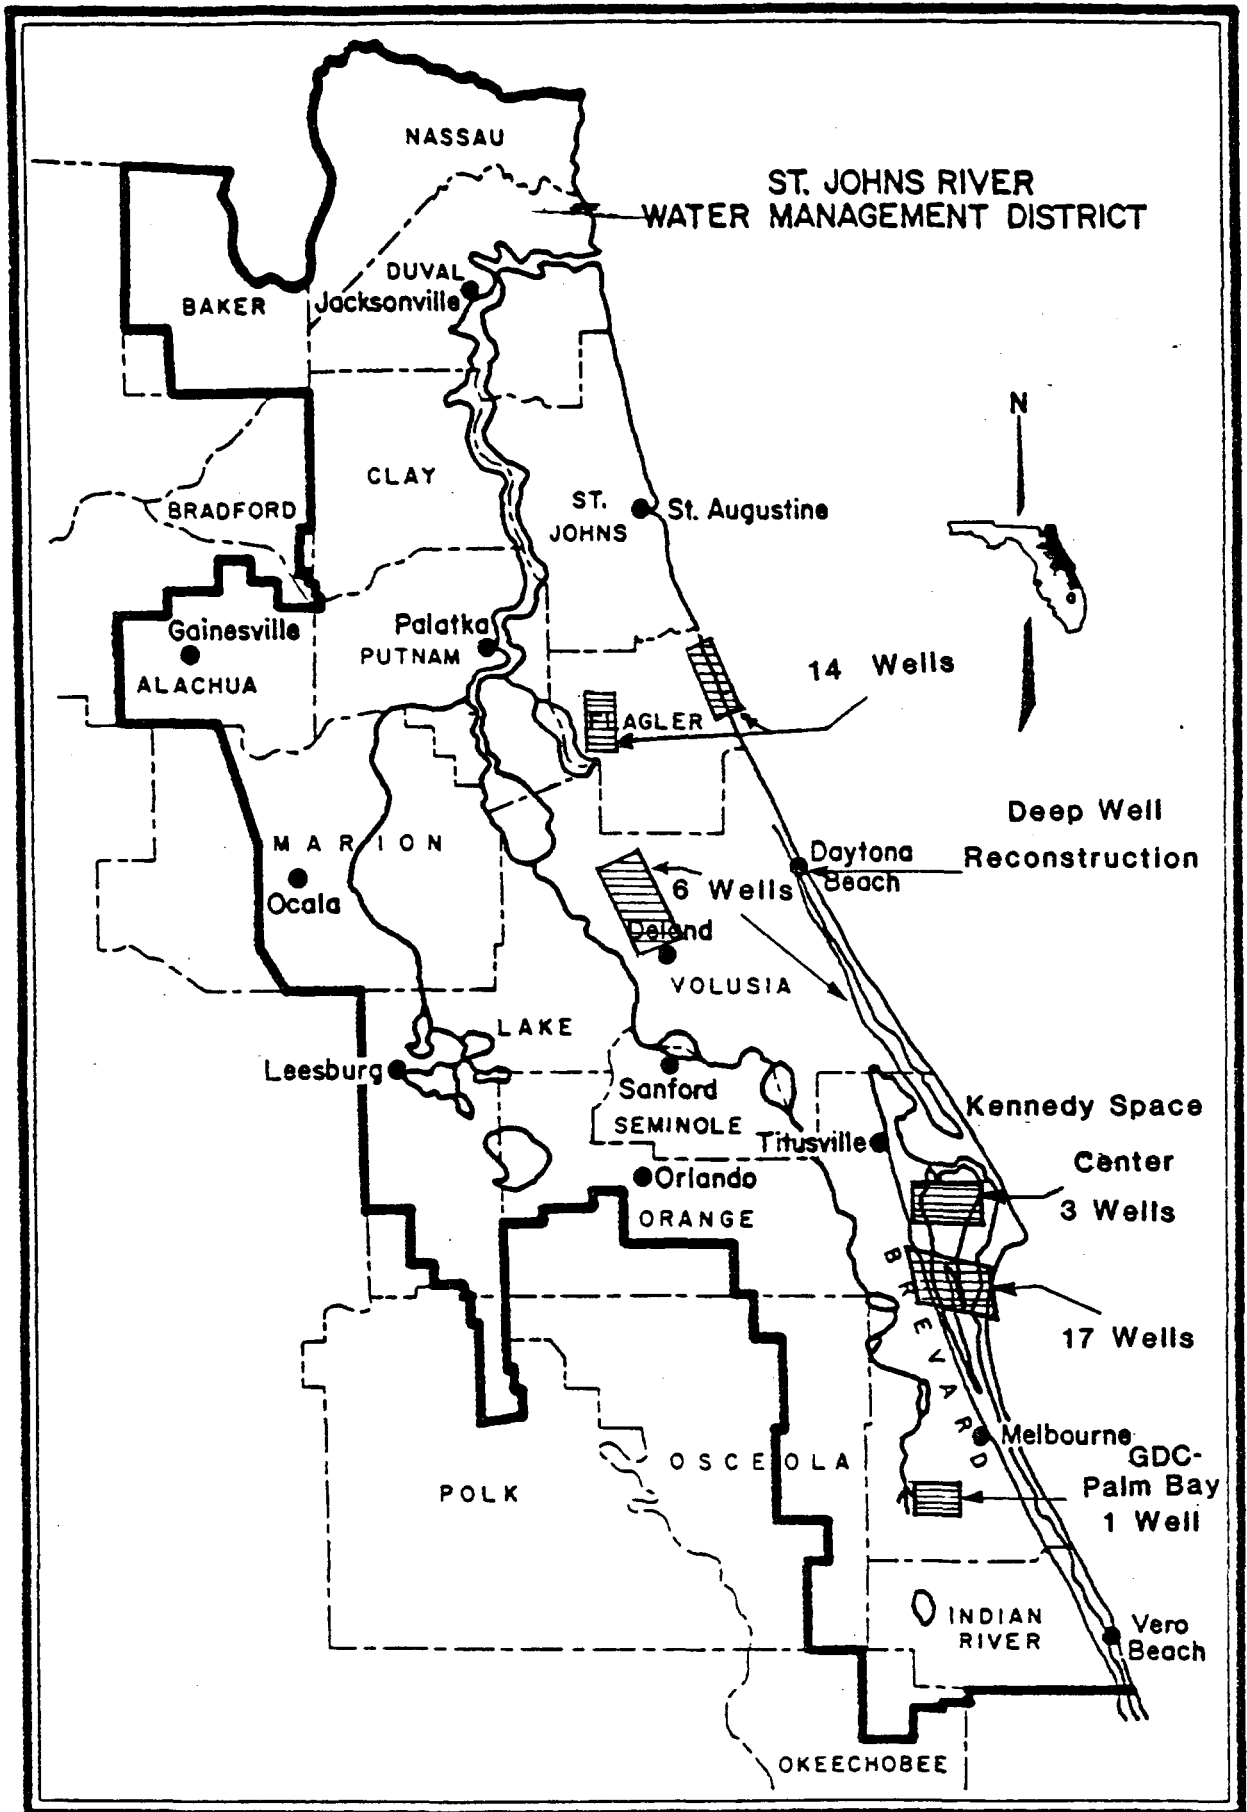 NASSAU
ST. JOHNS RIVER
WATER MANAGEMENT DISTRICT
DUVAL
Jacksonville
BAKER
N
CLAY
BRADFORD
ST.
JOHNS
St. Augustine
Gainesville
ALACHUA
Palatka
PUTNAM
14 Wells
FLAGLER
Deep Well
Reconstruction
MARION
Ocala
Daytona
Beach
6 Wells
Deland
VOLUSIA
LAKE
Leesburg
Sanford
SEMINOLE
Titusville
Kennedy Space
Center
3 Wells
Orlando
ORANGE
17 Wells
BREVARD
Melbourne
OSCEOLA
POLK
GDC-
Palm Bay
1 Well
INDIAN
RIVER
Vero
Beach
OKEECHOBEE